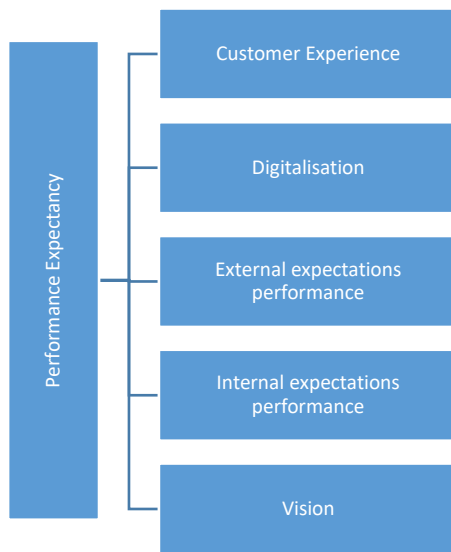 Performance Expectancy
Customer Experience
Digitalisation
External expectations
performance
Internal expectations
performance
Vision